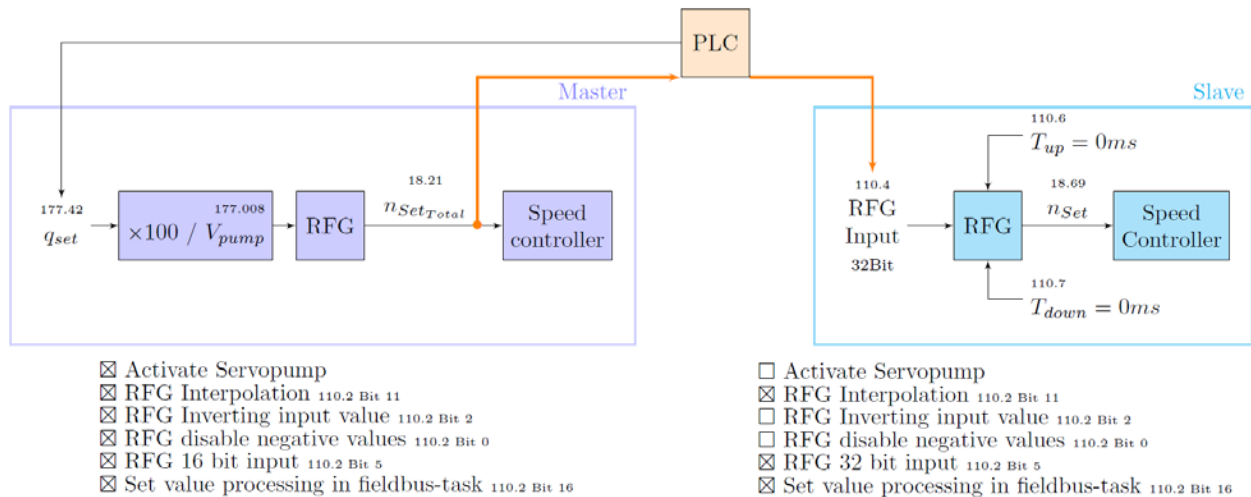 PLC
Master
Slave
177.42
q_set
177.008
×100 / V_pump
RFG
18.21
n_Set_Total
Speed
controller
110.4
RFG
Input
32Bit
110.6
T_up = 0ms
RFG
18.69
n_Set
Speed
Controller
110.7
T_down = 0ms
☒ Activate Servopump
☒ RFG Interpolation 110.2 Bit 11
☒ RFG Inverting input value 110.2 Bit 2
☒ RFG disable negative values 110.2 Bit 0
☒ RFG 16 bit input 110.2 Bit 5
☒ Set value processing in fieldbus-task 110.2 Bit 16
☐ Activate Servopump
☒ RFG Interpolation 110.2 Bit 11
☐ RFG Inverting input value 110.2 Bit 2
☐ RFG disable negative values 110.2 Bit 0
☒ RFG 32 bit input 110.2 Bit 5
☒ Set value processing in fieldbus-task 110.2 Bit 16